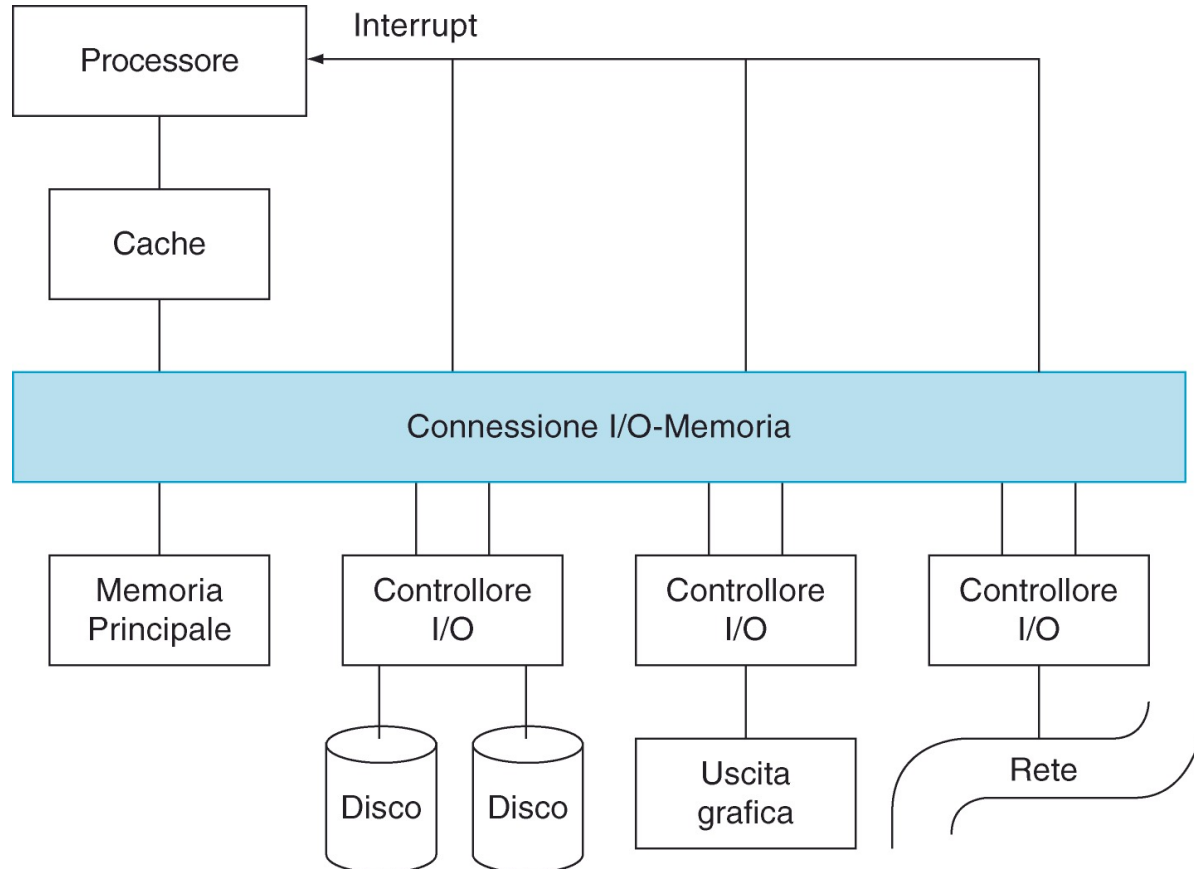 Interrupt
Processore
Cache
Connessione I/O-Memoria
Memoria
Principale
Controllore
I/O
Controllore
I/O
Controllore
I/O
Disco
Disco
Uscita
grafica
Rete